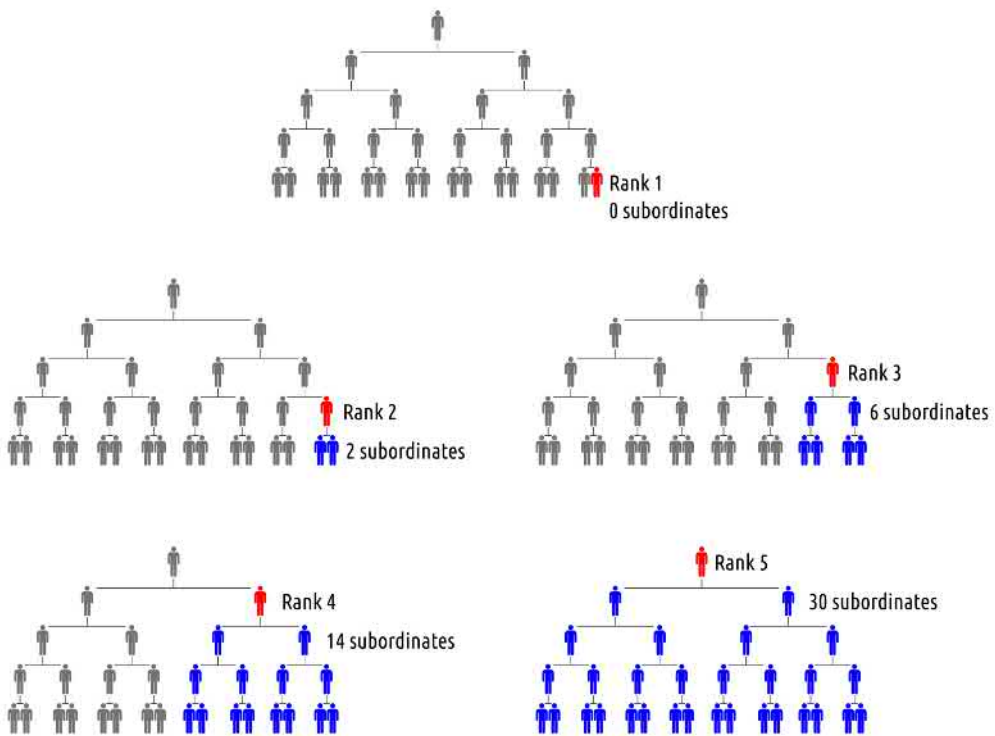 Rank 1
0 subordinates
Rank 2
2 subordinates
Rank 3
6 subordinates
Rank 4
14 subordinates
Rank 5
30 subordinates